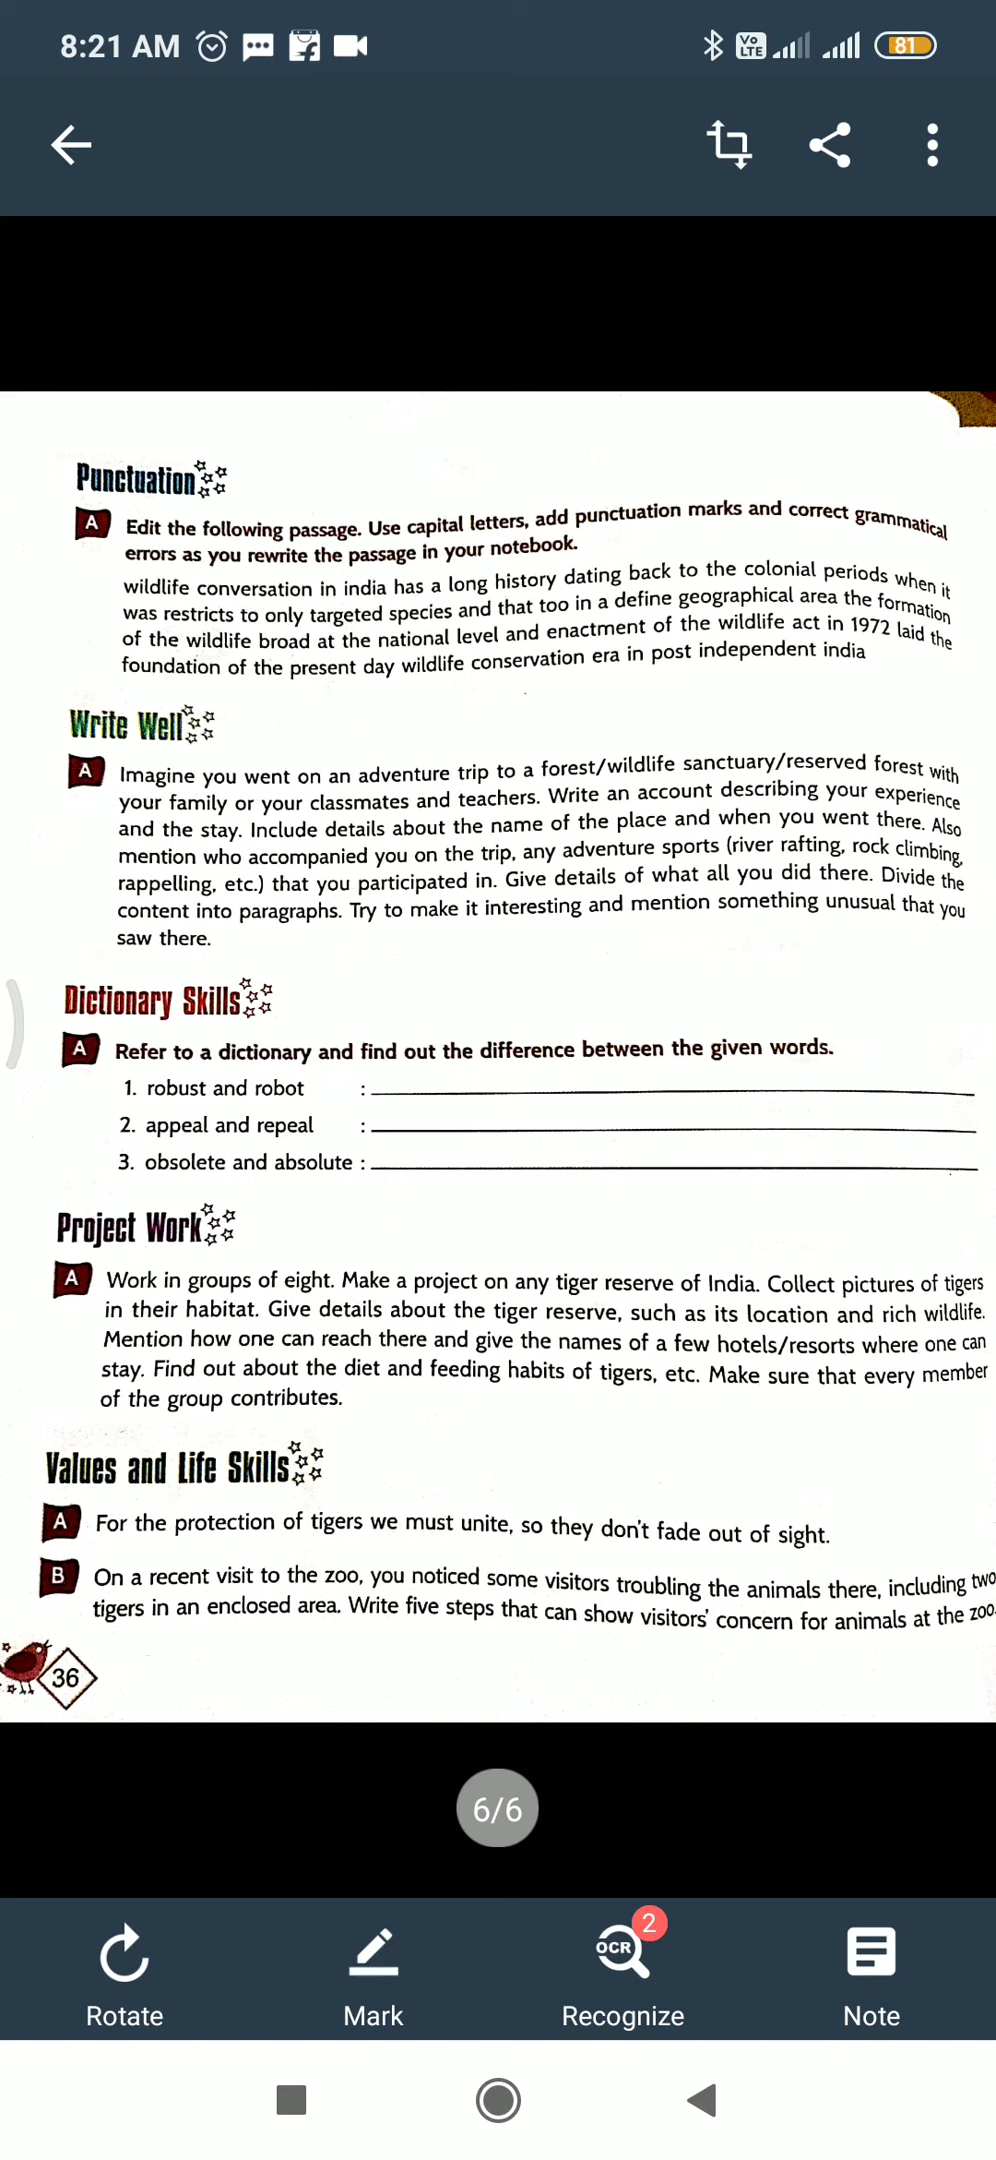 8:21 AM
Vo LTE
81
Punctuation
A Edit the following passage. Use capital letters, add punctuation marks and correct grammatical
errors as you rewrite the passage in your notebook.
wildlife conversation in india has a long history dating back to the colonial periods when it
was restricts to only targeted species and that too in a define geographical area the formation
of the wildlife broad at the national level and enactment of the wildlife act in 1972 laid the
foundation of the present day wildlife conservation era in post independent india
Write Well
A Imagine you went on an adventure trip to a forest/wildlife sanctuary/reserved forest with
your family or your classmates and teachers. Write an account describing your experience
and the stay. Include details about the name of the place and when you went there. Also
mention who accompanied you on the trip, any adventure sports (river rafting, rock climbing,
rappelling, etc.) that you participated in. Give details of what all you did there. Divide the
content into paragraphs. Try to make it interesting and mention something unusual that you
saw there.
Dictionary Skills
A Refer to a dictionary and find out the difference between the given words.
1. robust and robot :
2. appeal and repeal :
3. obsolete and absolute :
Project Work
A Work in groups of eight. Make a project on any tiger reserve of India. Collect pictures of tigers
in their habitat. Give details about the tiger reserve, such as its location and rich wildlife.
Mention how one can reach there and give the names of a few hotels/resorts where one can
stay. Find out about the diet and feeding habits of tigers, etc. Make sure that every member
of the group contributes.
Values and Life Skills
A For the protection of tigers we must unite, so they don't fade out of sight.
B On a recent visit to the zoo, you noticed some visitors troubling the animals there, including two
tigers in an enclosed area. Write five steps that can show visitors' concern for animals at the zoo.
36
6/6
OCR
2
Rotate
Mark
Recognize
Note